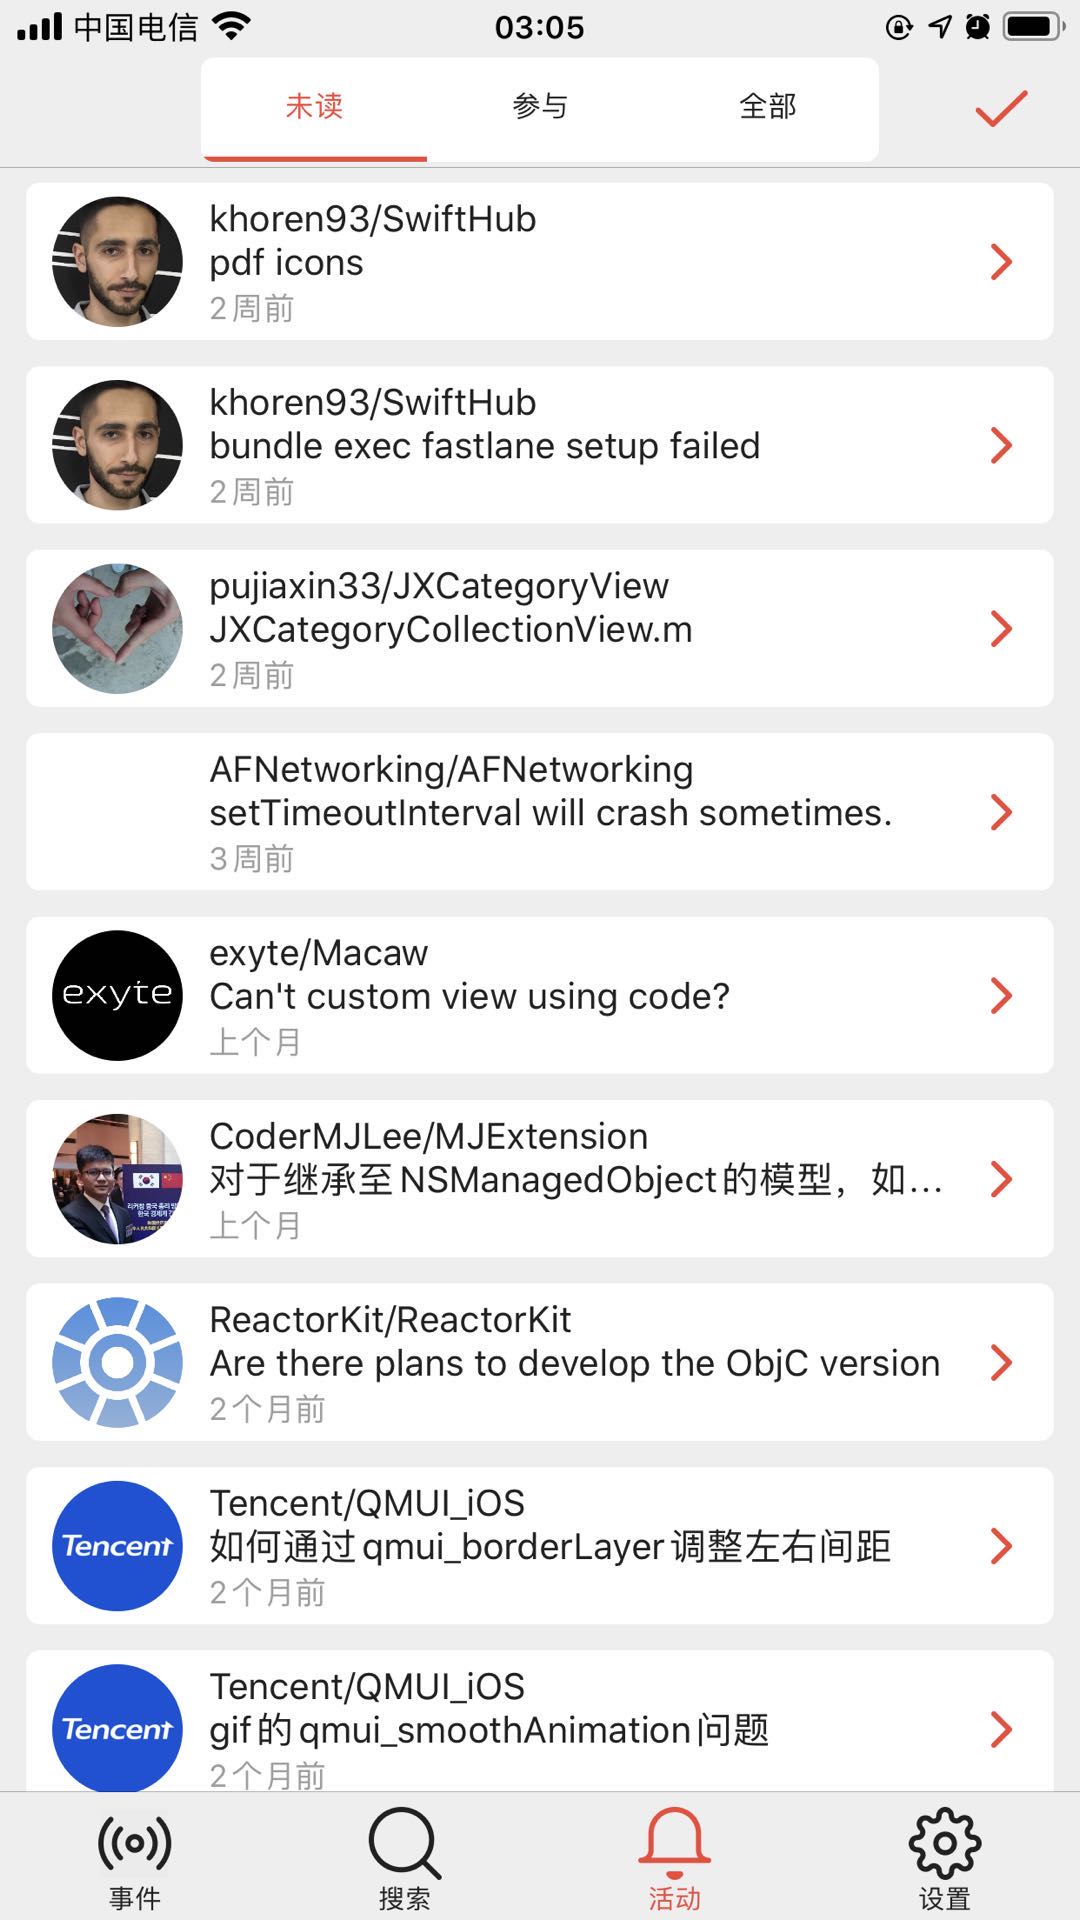 中国电信
03:05
未读
参与
全部
khoren93/SwiftHub
pdf icons
2周前
khoren93/SwiftHub
bundle exec fastlane setup failed
2周前
pujiaxin33/JXCategoryView
JXCategoryCollectionView.m
2周前
AFNetworking/AFNetworking
setTimeoutInterval will crash sometimes.
3周前
exyte
exyte/Macaw
Can't custom view using code?
上个月
CoderMJLee/MJExtension
对于继承至NSManagedObject的模型，如...
上个月
ReactorKit/ReactorKit
Are there plans to develop the ObjC version
2个月前
Tencent
Tencent/QMUI_iOS
如何通过qmui_borderLayer调整左右间距
2个月前
Tencent
Tencent/QMUI_iOS
gif的qmui_smoothAnimation问题
2个月前
事件
搜索
活动
设置